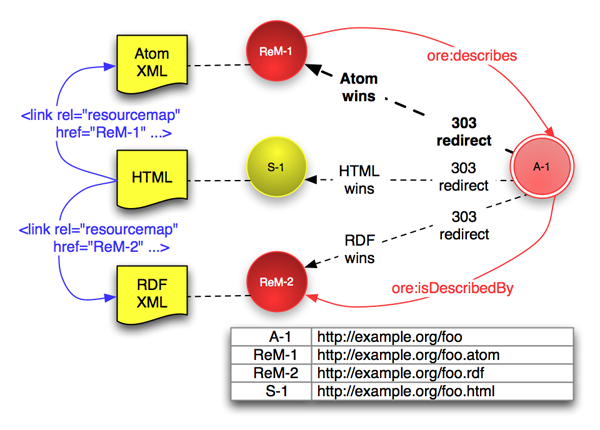 Atom
XML
ReM-1
ore:describes
Atom
wins
<link rel="resourcemap"
href="ReM-1" ...>
303
redirect
HTML
S-1
HTML
wins
303
redirect
A-1
<link rel="resourcemap"
href="ReM-2" ...>
303
redirect
RDF
wins
RDF
XML
ReM-2
ore:isDescribedBy
A-1 http://example.org/foo
ReM-1 http://example.org/foo.atom
ReM-2 http://example.org/foo.rdf
S-1 http://example.org/foo.html